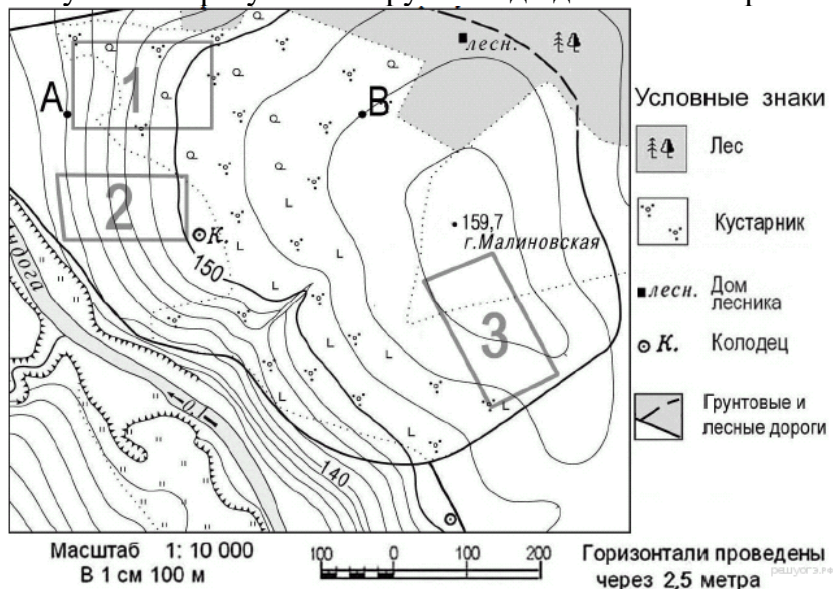 1
лесн.
А
В
Условные знаки
Лес
2
К.
159,7
г.Малиновская
Кустарник
150
лесн. Дом
лесника
К. Колодец
3
0,1
Грунтовые и
лесные дороги
140
Масштаб 1: 10 000
В 1 см 100 м
100 0 100 200
Горизонтали проведены
через 2,5 метра
решуогэ.рф